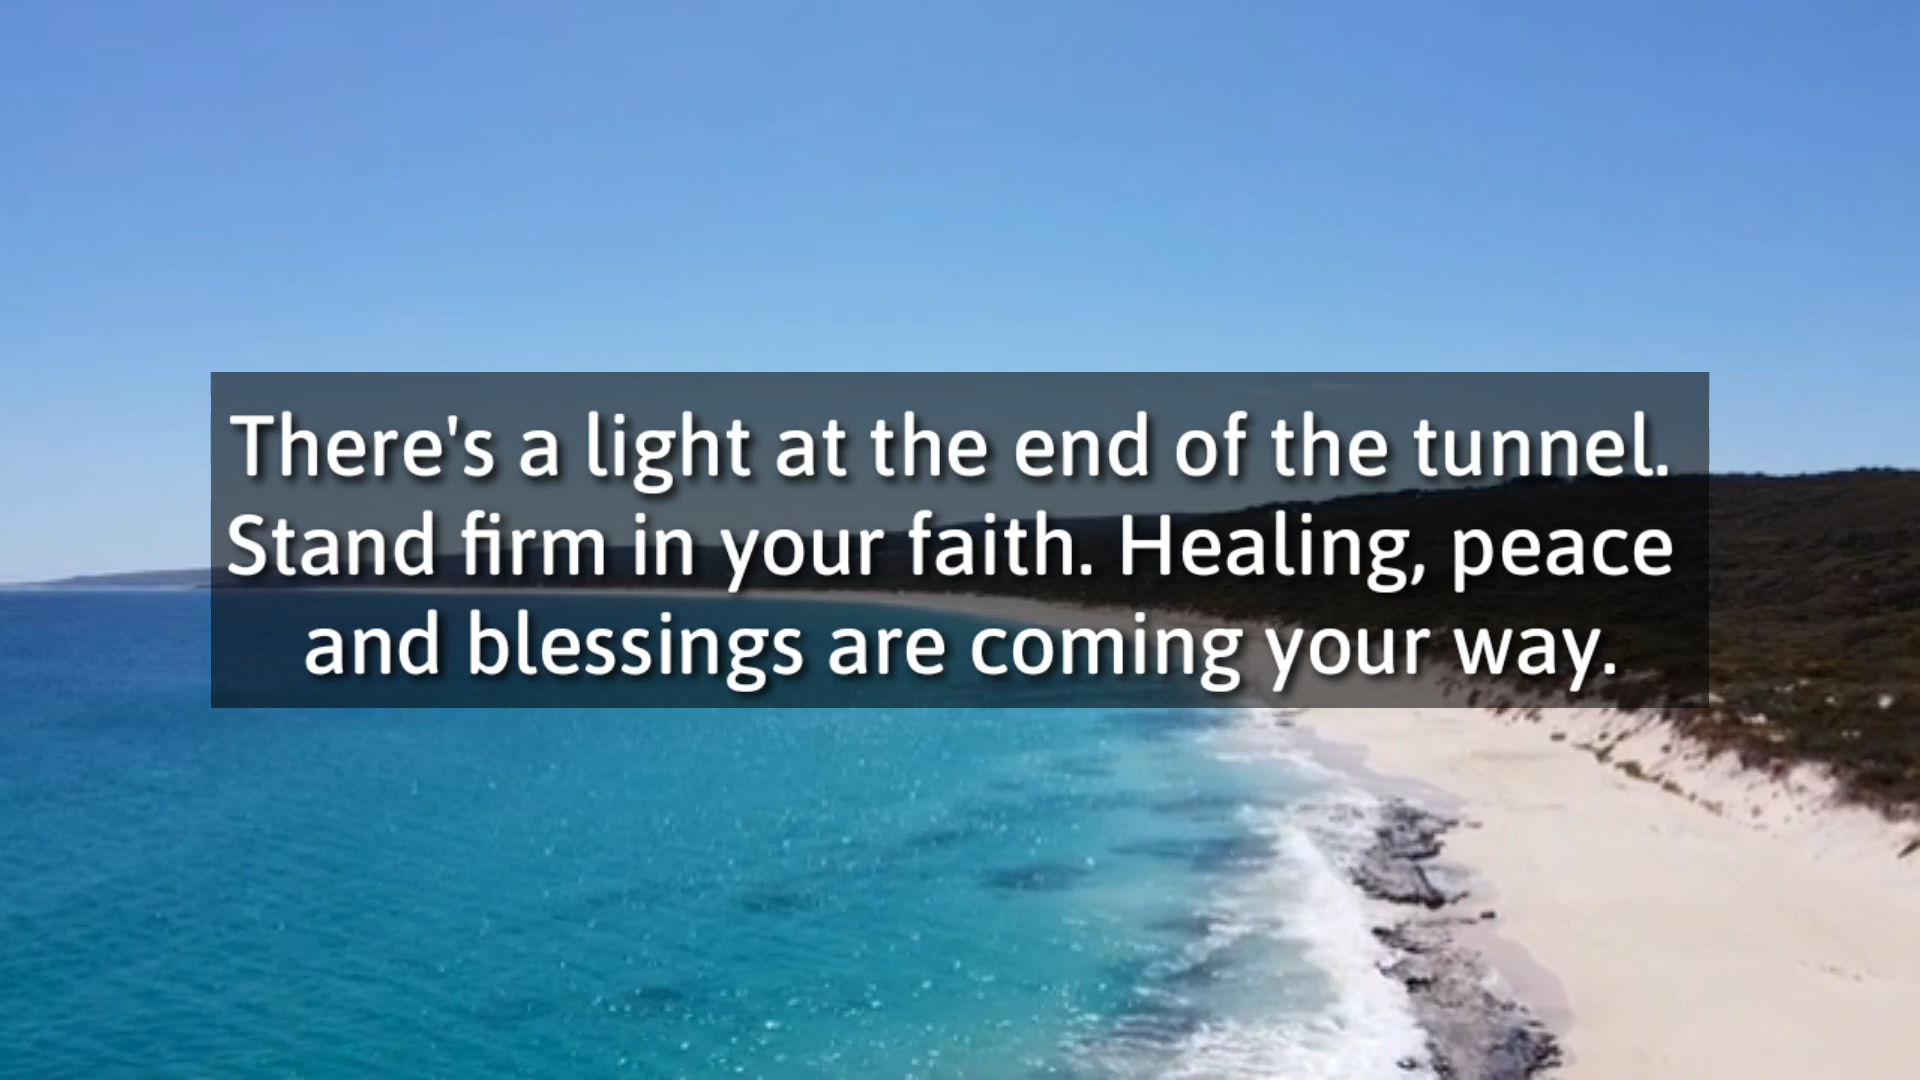 There's a light at the end of the tunnel.
Stand firm in your faith. Healing, peace
and blessings are coming your way.